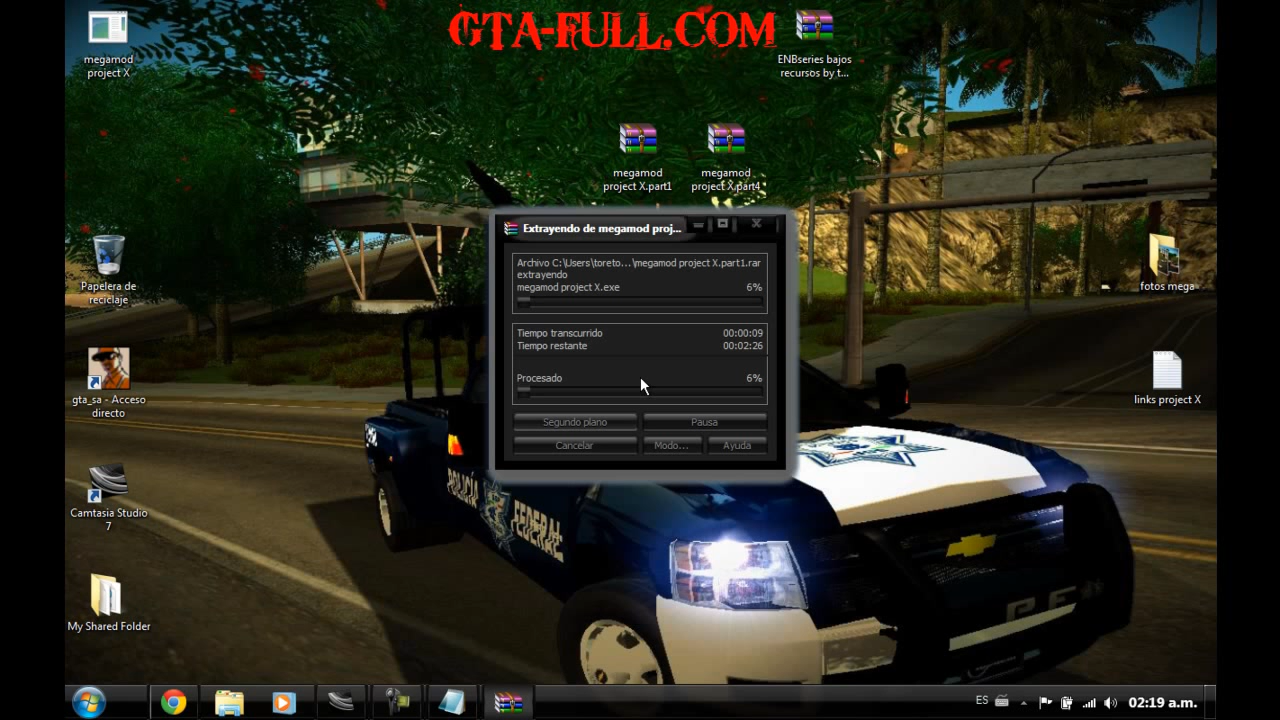 GTA-FULL.COM
megamod
project X
ENBseries bajos
recursos by t...
megamod
project X.part1
megamod
project X.part4
Papelera de
reciclaje
fotos mega
gta_sa - Acceso
directo
links project X
Camtasia Studio
7
My Shared Folder
Extrayendo de megamod proj...
Archivo C:\Users\toreto...\megamod project X.part1.rar
extrayendo
megamod project X.exe 6%
Tiempo transcurrido 00:00:09
Tiempo restante 00:02:26
Procesado 6%
Segundo plano Pausa
Cancelar Modo... Ayuda
POLICÍA
FEDERAL
P F
ES 02:19 a.m.